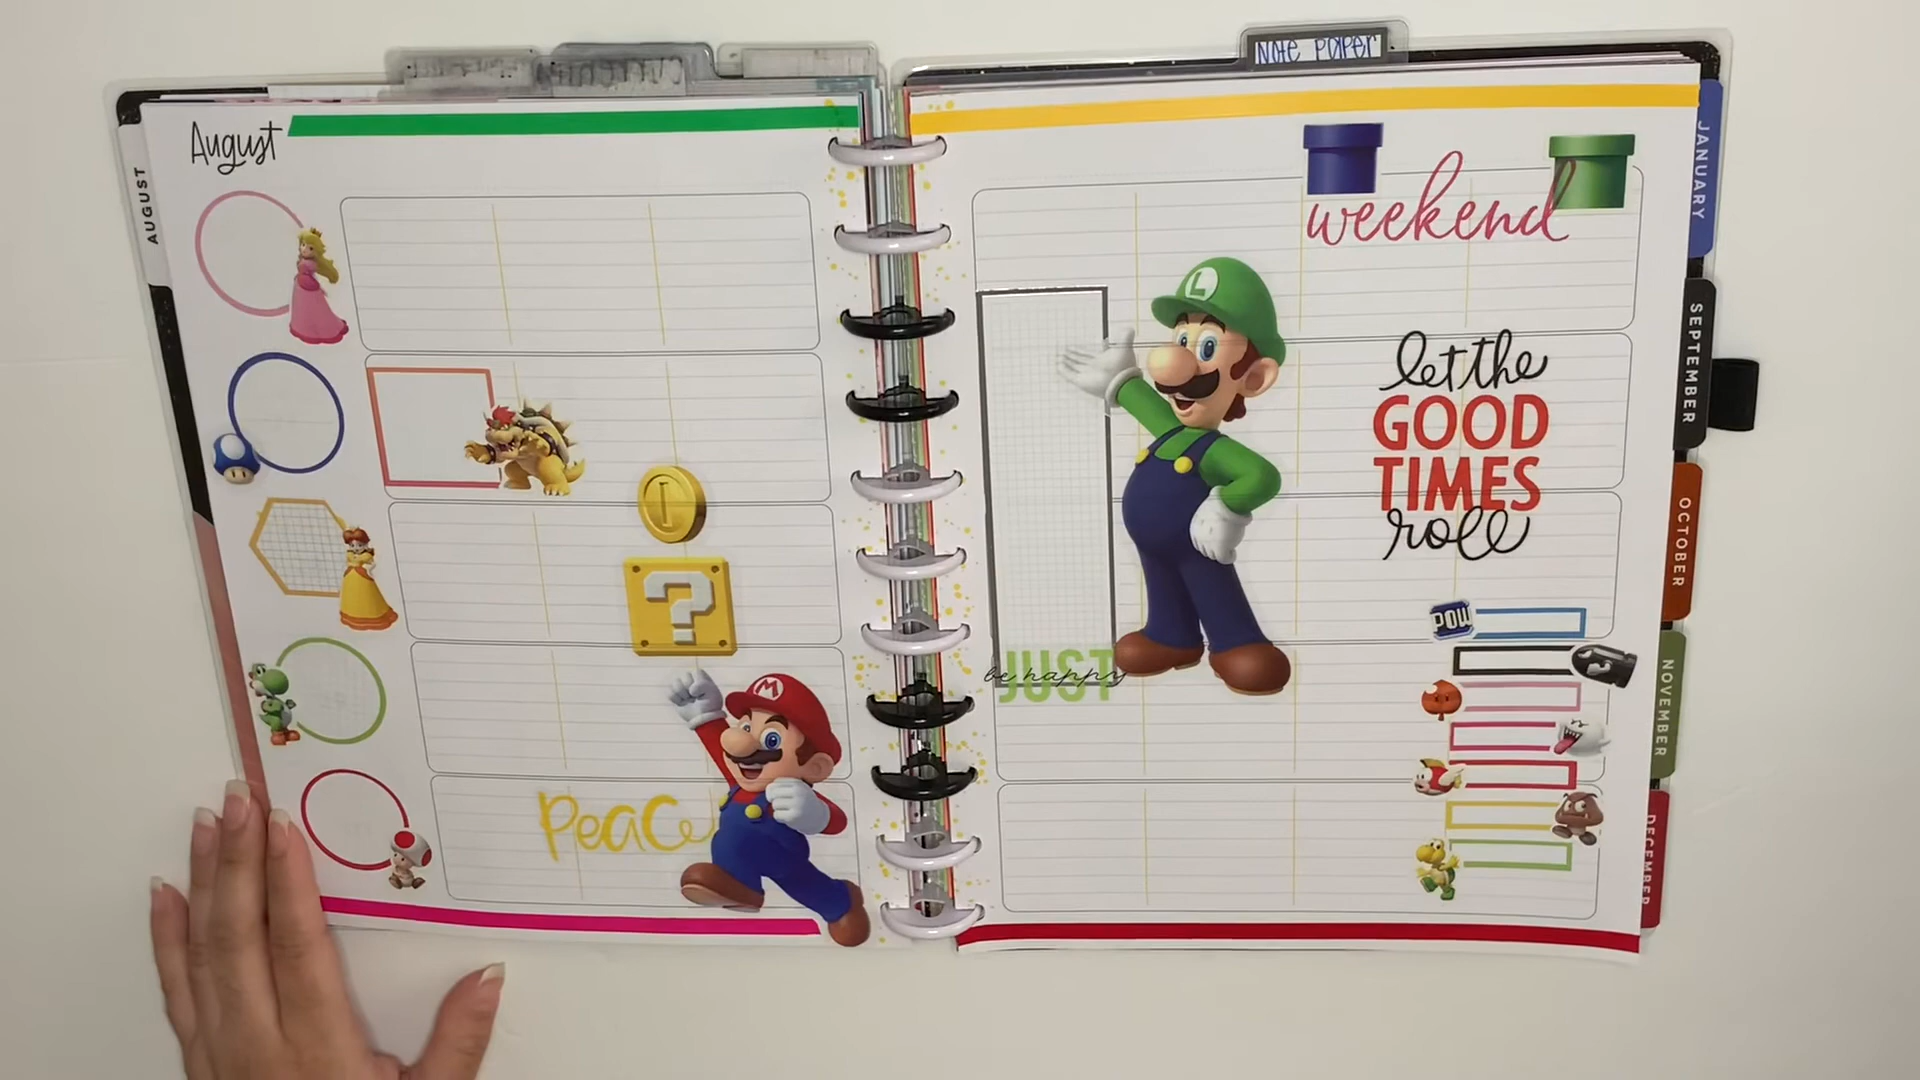 Note Paper
August
AUGUST
weekend
L
let the
GOOD
TIMES
roll
?
POW
JUST
be happy
M
Peace
JANUARY
SEPTEMBER
OCTOBER
NOVEMBER
DECEMBER